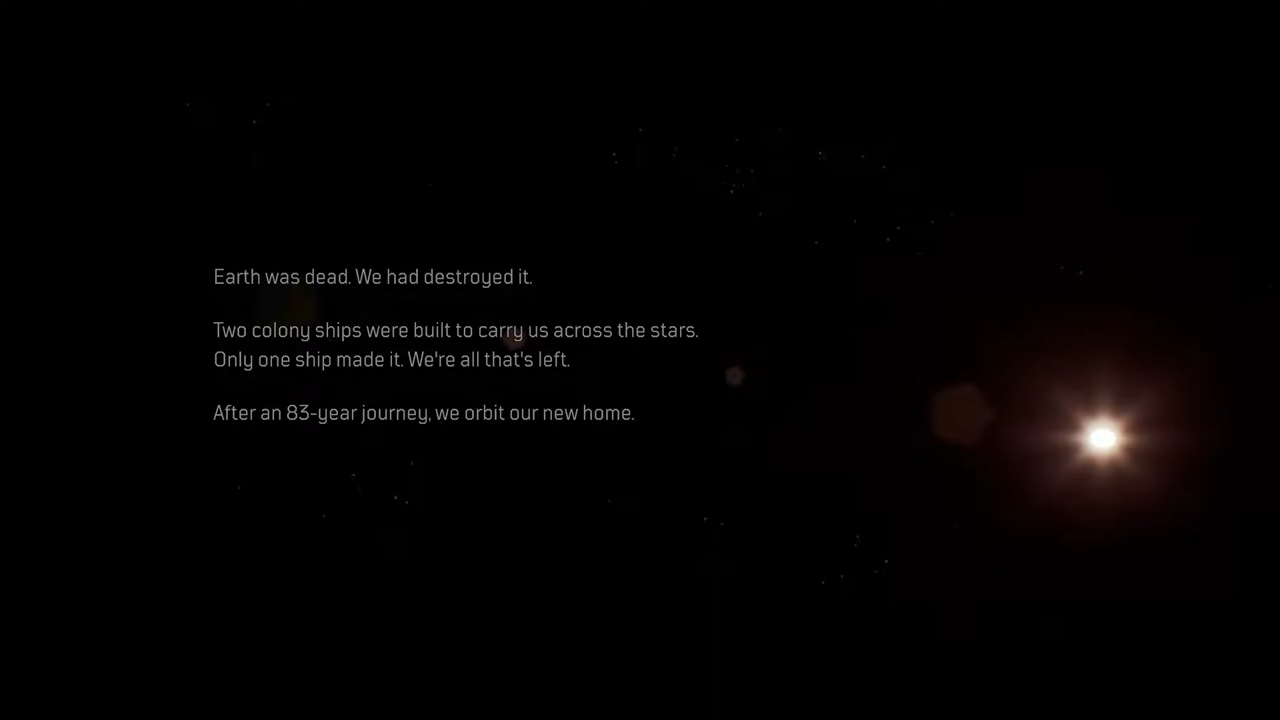 Earth was dead. We had destroyed it.
Two colony ships were built to carry us across the stars.
Only one ship made it. We're all that's left.
After an 83-year journey, we orbit our new home.